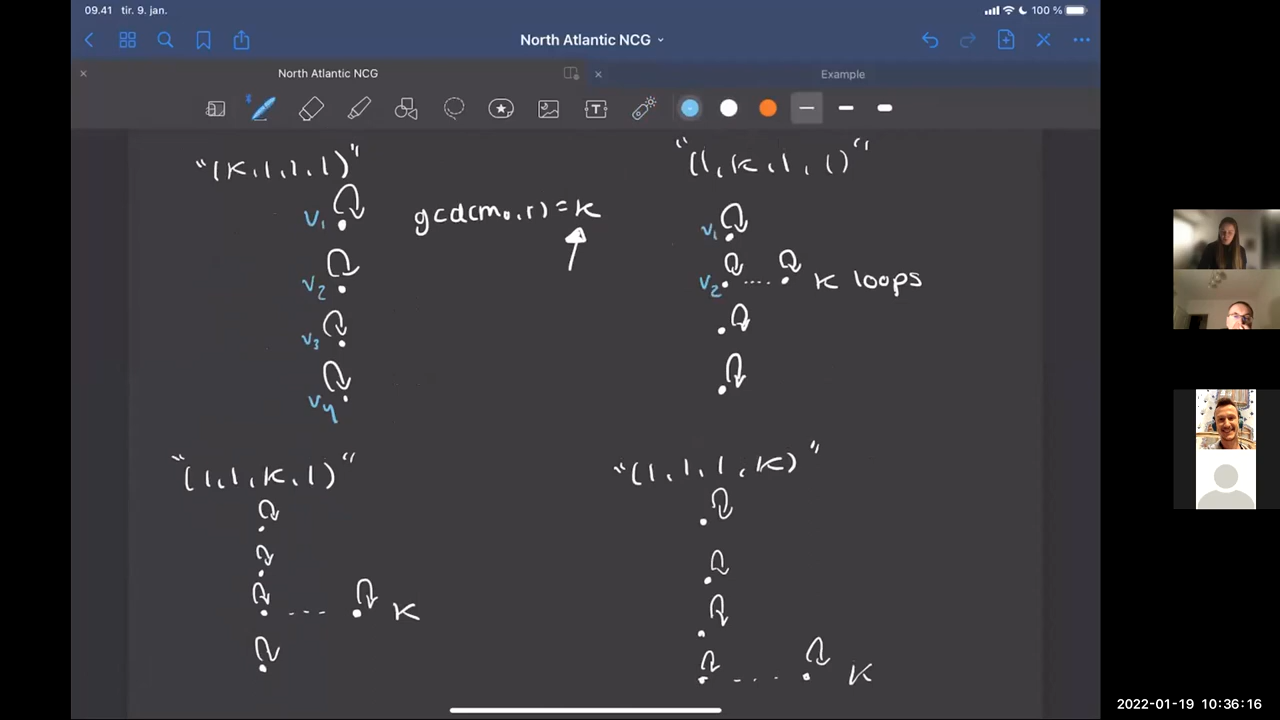 09.41 tir. 9. jan.
100 %
North Atlantic NCG
North Atlantic NCG
Example
"(K,1,1,1)"
V₁
V₂
V₃
V₄
gcd(m₀,r)=K
"(1,K,1,1)"
V₁
V₂
K loops
"(1,1,K,1)"
K
"(1,1,1,K)"
K
2022-01-19 10:36:16